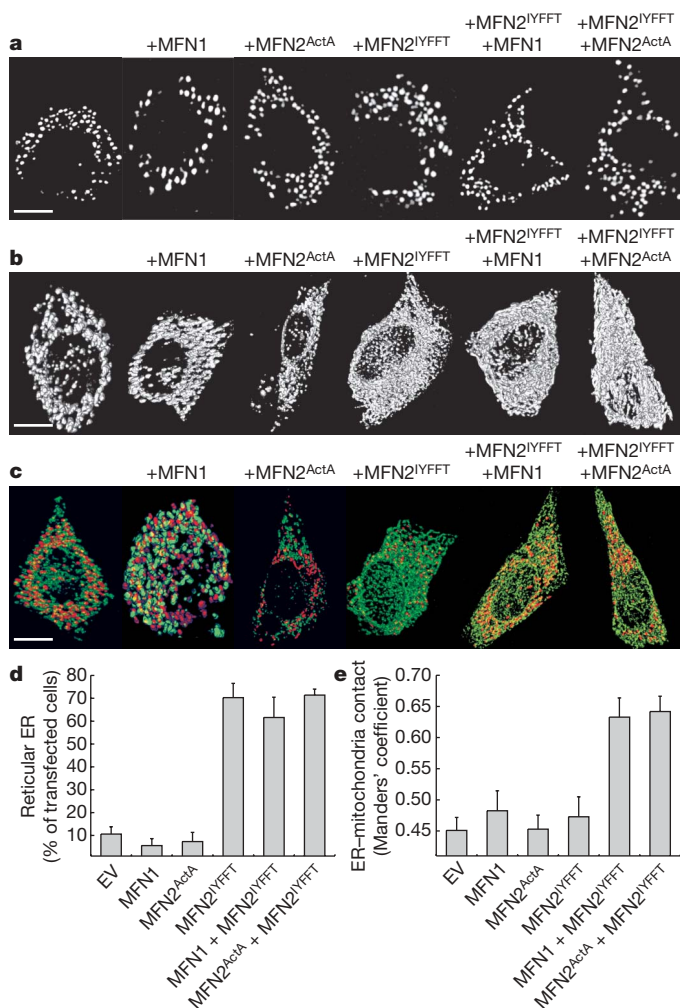 +MFN2ᴵʸᶠᶠᵀ +MFN2ᴵʸᶠᶠᵀ
a +MFN1 +MFN2ᴬᶜᵗᴬ +MFN2ᴵʸᶠᶠᵀ +MFN1 +MFN2ᴬᶜᵗᴬ
+MFN2ᴵʸᶠᶠᵀ +MFN2ᴵʸᶠᶠᵀ
b +MFN1 +MFN2ᴬᶜᵗᴬ +MFN2ᴵʸᶠᶠᵀ +MFN1 +MFN2ᴬᶜᵗᴬ
+MFN2ᴵʸᶠᶠᵀ +MFN2ᴵʸᶠᶠᵀ
c +MFN1 +MFN2ᴬᶜᵗᴬ +MFN2ᴵʸᶠᶠᵀ +MFN1 +MFN2ᴬᶜᵗᴬ
d
Reticular ER
(% of transfected cells)
80
70
60
50
40
30
20
10
EV
MFN1
MFN2ᴬᶜᵗᴬ
MFN2ᴵʸᶠᶠᵀ
MFN1 + MFN2ᴵʸᶠᶠᵀ
MFN2ᴬᶜᵗᴬ + MFN2ᴵʸᶠᶠᵀ
e
ER–mitochondria contact
(Manders’ coefficient)
0.70
0.65
0.60
0.55
0.50
0.45
EV
MFN1
MFN2ᴬᶜᵗᴬ
MFN2ᴵʸᶠᶠᵀ
MFN1 + MFN2ᴵʸᶠᶠᵀ
MFN2ᴬᶜᵗᴬ + MFN2ᴵʸᶠᶠᵀ